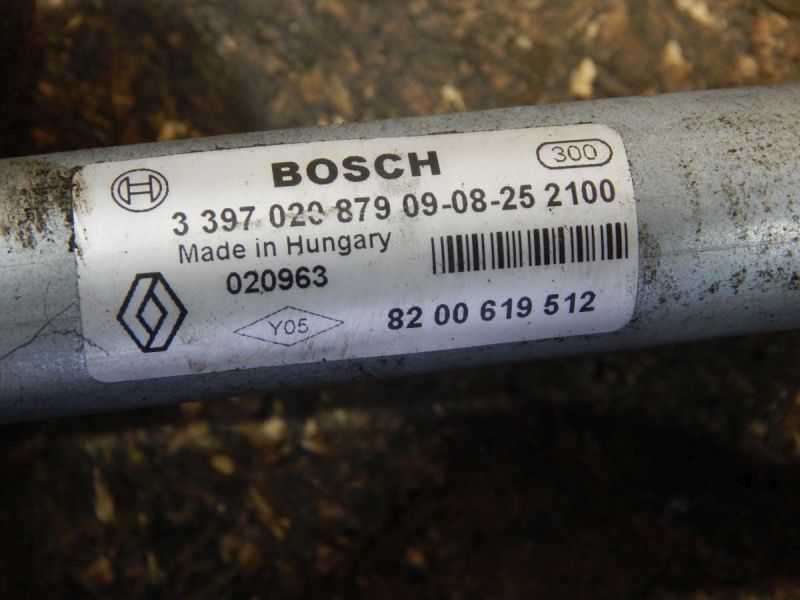 BOSCH 300
3 397 020 879 09-08-25 2100
Made in Hungary
020963
Y05 82 00 619 512